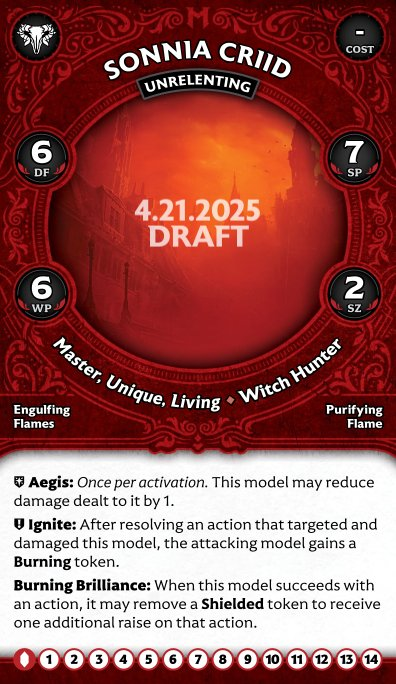 SONNIA CRIID
UNRELENTING
-
COST
6
DF
7
SP
4.21.2025
DRAFT
6
WP
2
SZ
Master, Unique, Living ♦ Witch Hunter
Engulfing
Flames
Purifying
Flame
Aegis: Once per activation. This model may reduce
damage dealt to it by 1.
Ignite: After resolving an action that targeted and
damaged this model, the attacking model gains a
Burning token.
Burning Brilliance: When this model succeeds with
an action, it may remove a Shielded token to receive
one additional raise on that action.
1 2 3 4 5 6 7 8 9 10 11 12 13 14